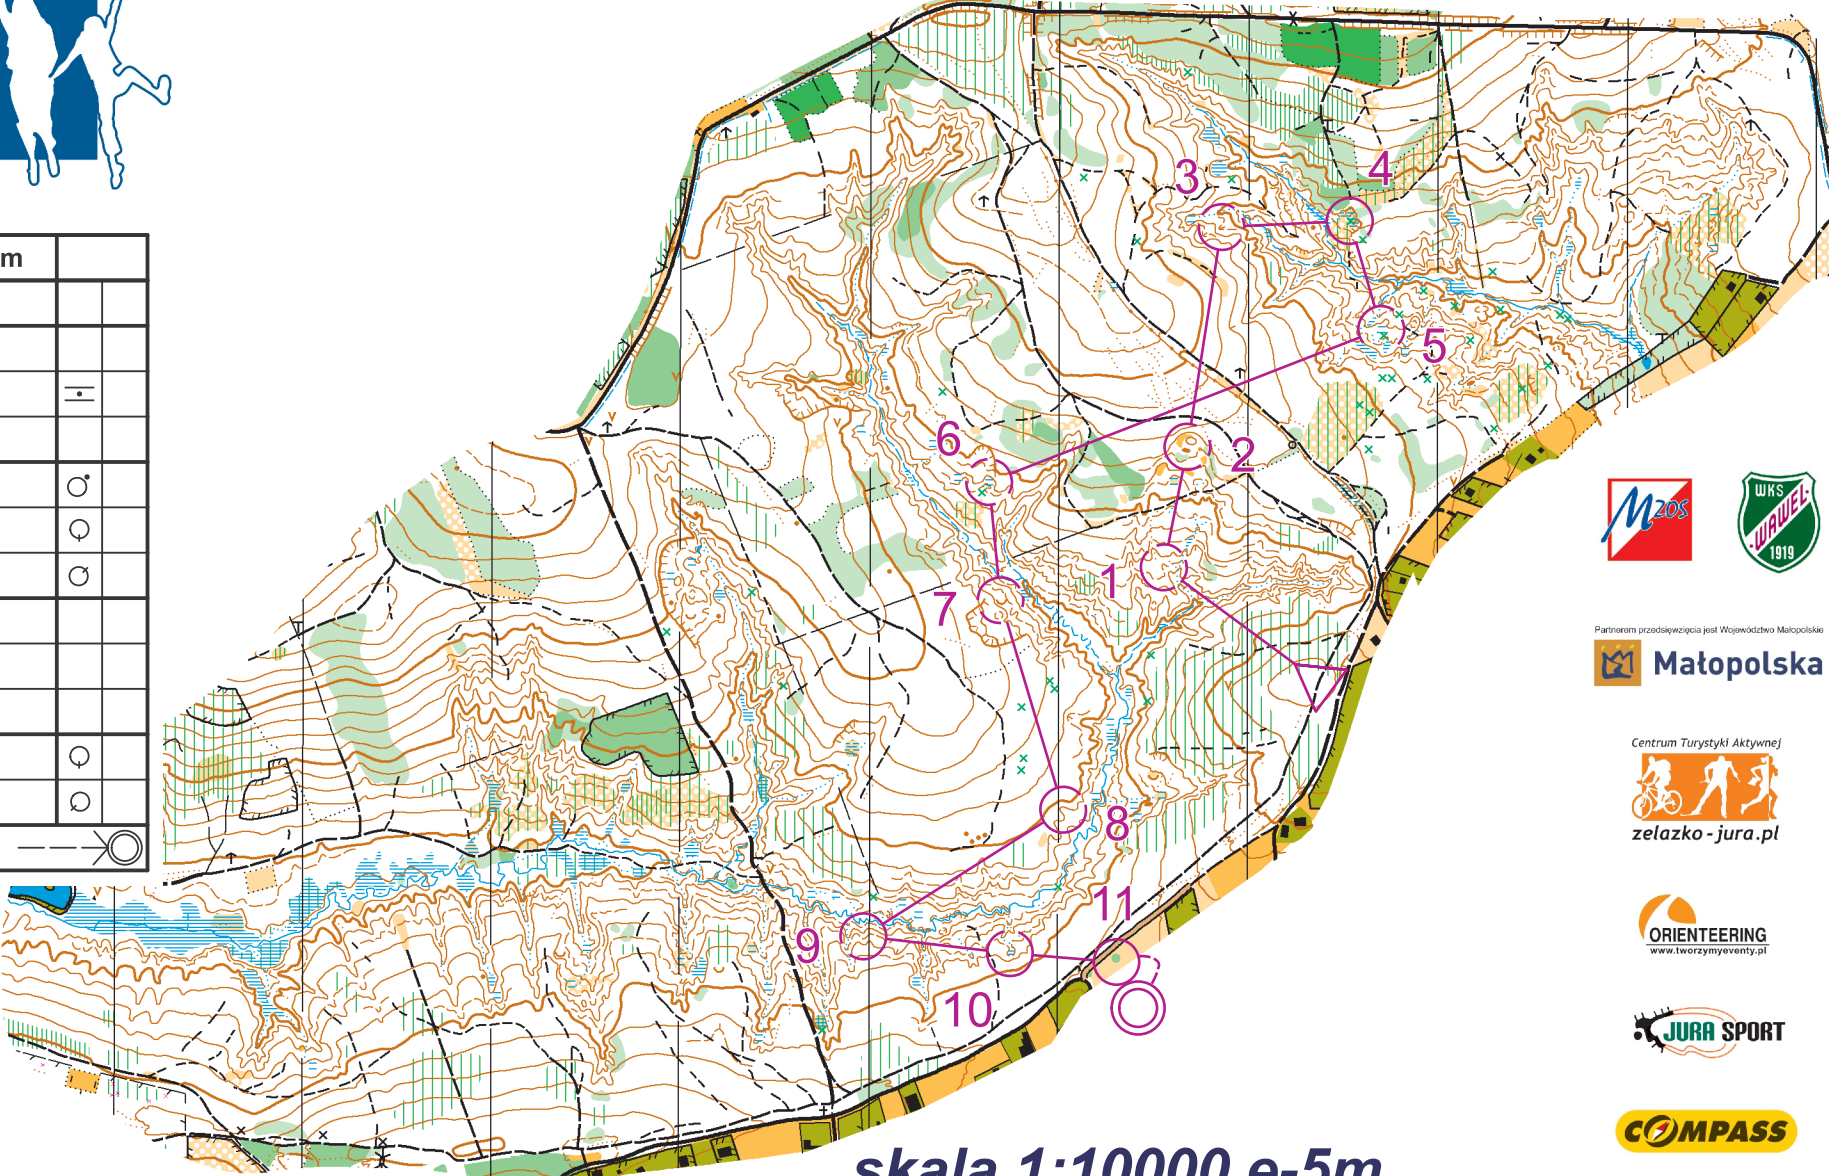 m
3
4
5
6
2
1
7
8
11
9
10
WKS
WAWEL
1919
MZOS
Partnerem przedsięwzięcia jest Województwo Małopolskie
Małopolska
Centrum Turystyki Aktywnej
zelazko-jura.pl
ORIENTEERING
www.tworzymyeventy.pl
JURA SPORT
COMPASS
skala 1:10000 e-5m